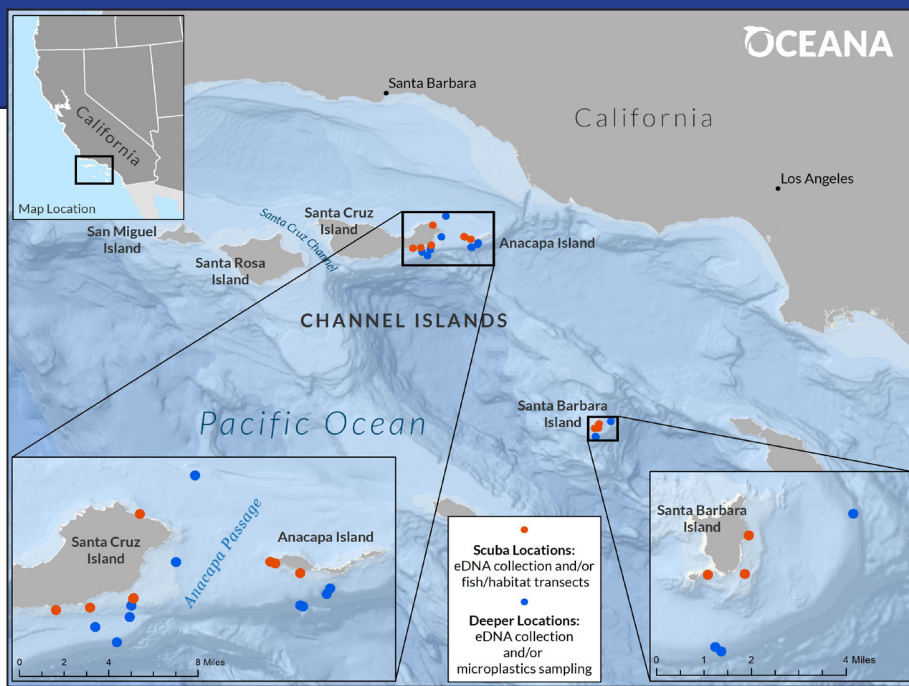 OCEANA
Santa Barbara
California
Los Angeles
California
Map Location
San Miguel
Island
Santa Rosa
Island
Santa Cruz Channel
Santa Cruz
Island
Anacapa Island
CHANNEL ISLANDS
Pacific Ocean
Santa Barbara
Island
Santa Cruz
Island
Anacapa Passage
Anacapa Island
0 2 4 8 Miles
Scuba Locations:
eDNA collection and/or
fish/habitat transects
Deeper Locations:
eDNA collection
and/or
microplastics sampling
Santa Barbara
Island
0 1 2 4 Miles